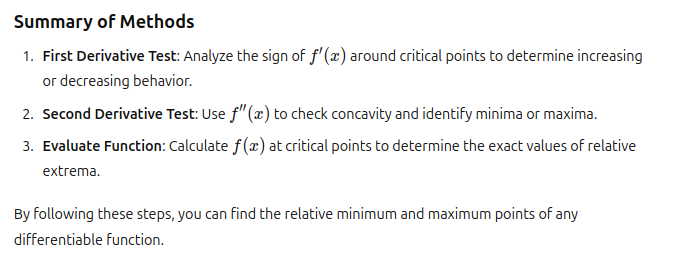 Summary of Methods
1. First Derivative Test: Analyze the sign of f′(x) around critical points to determine increasing
or decreasing behavior.
2. Second Derivative Test: Use f′′(x) to check concavity and identify minima or maxima.
3. Evaluate Function: Calculate f(x) at critical points to determine the exact values of relative
extrema.
By following these steps, you can find the relative minimum and maximum points of any
differentiable function.